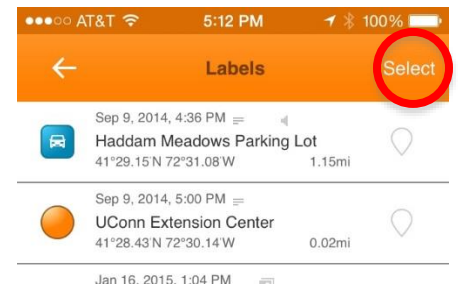 AT&T 5:12 PM 100%
Labels Select
Sep 9, 2014, 4:36 PM
Haddam Meadows Parking Lot
41°29.15'N 72°31.08'W 1.15mi
Sep 9, 2014, 5:00 PM
UConn Extension Center
41°28.43'N 72°30.14'W 0.02mi
Jan 16, 2015, 1:04 PM